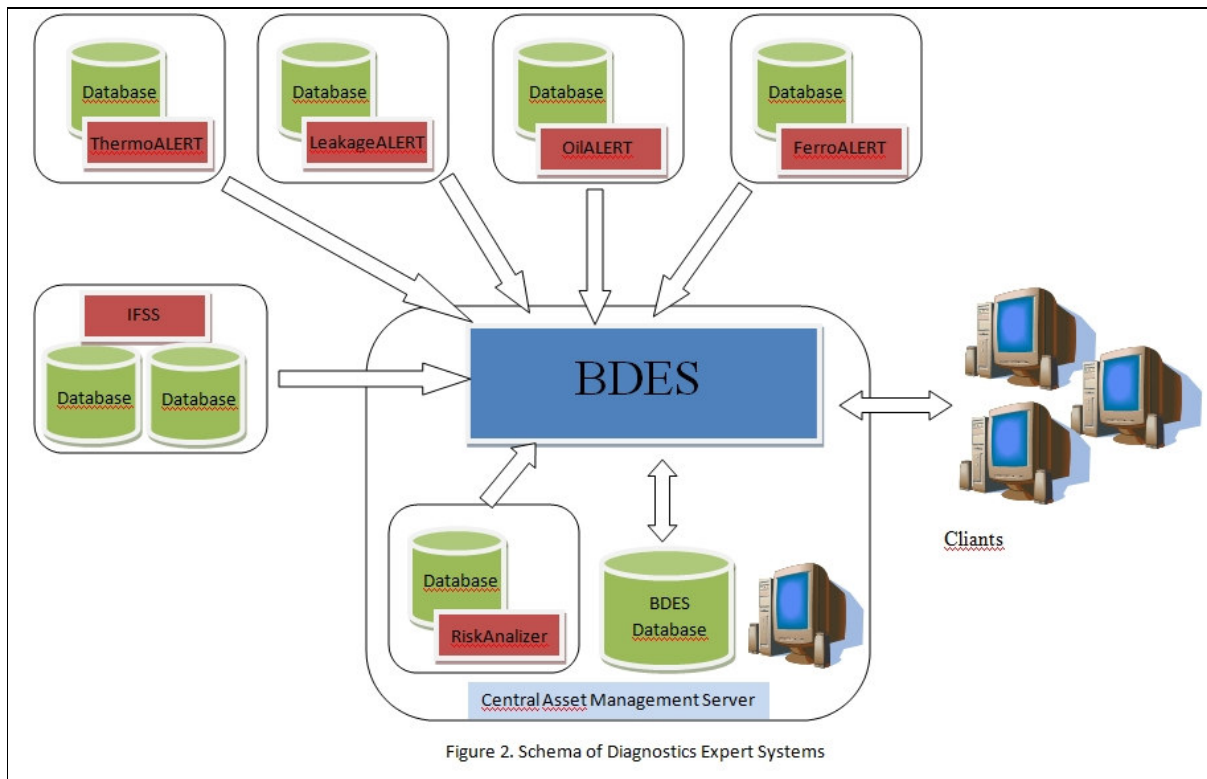 Database
ThermoALERT
Database
LeakageALERT
Database
OilALERT
Database
FerroALERT
IFSS
Database
Database
BDES
Cliants
Database
RiskAnalizer
BDES
Database
Central Asset Management Server
Figure 2. Schema of Diagnostics Expert Systems